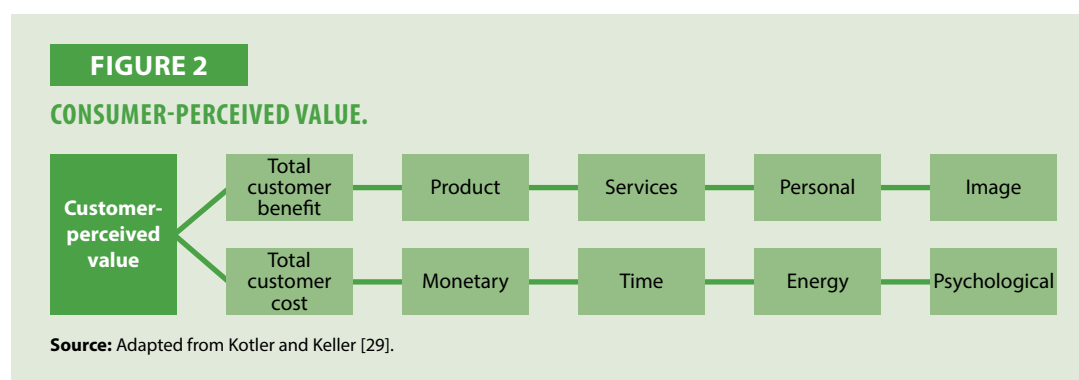 FIGURE 2
CONSUMER-PERCEIVED VALUE.
Customer-
perceived
value
Total
customer
benefit
Product
Services
Personal
Image
Total
customer
cost
Monetary
Time
Energy
Psychological
Source: Adapted from Kotler and Keller [29].